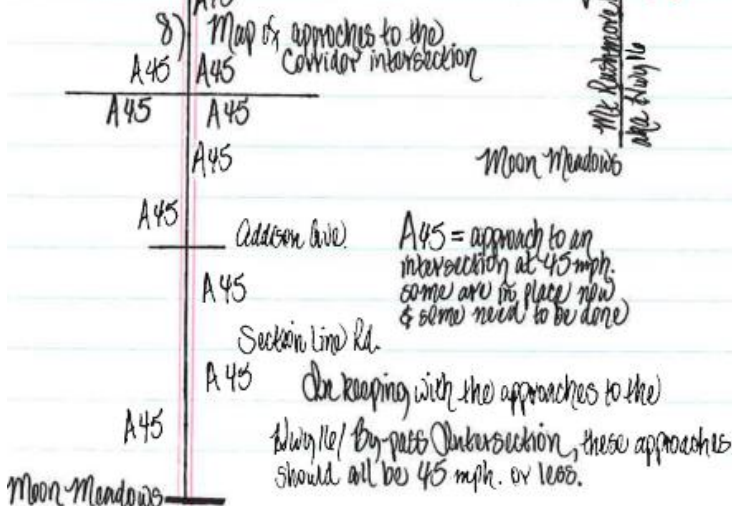 A45
8) Map of approches to the
Corridor intersection
A45 A45
A45 A45
A45
A45
Addison Ave.
A45
Section Line Rd.
A45
A45
Moon Meadows
Mt Rushmore
aka Hwy 16
Moon Meadows
A45 = approach to an
intersection at 45 mph.
some are in place now
& some need to be done
In keeping with the approaches to the
Hwy 16/ By-pass Intersection, these approaches
should all be 45 mph. or less.